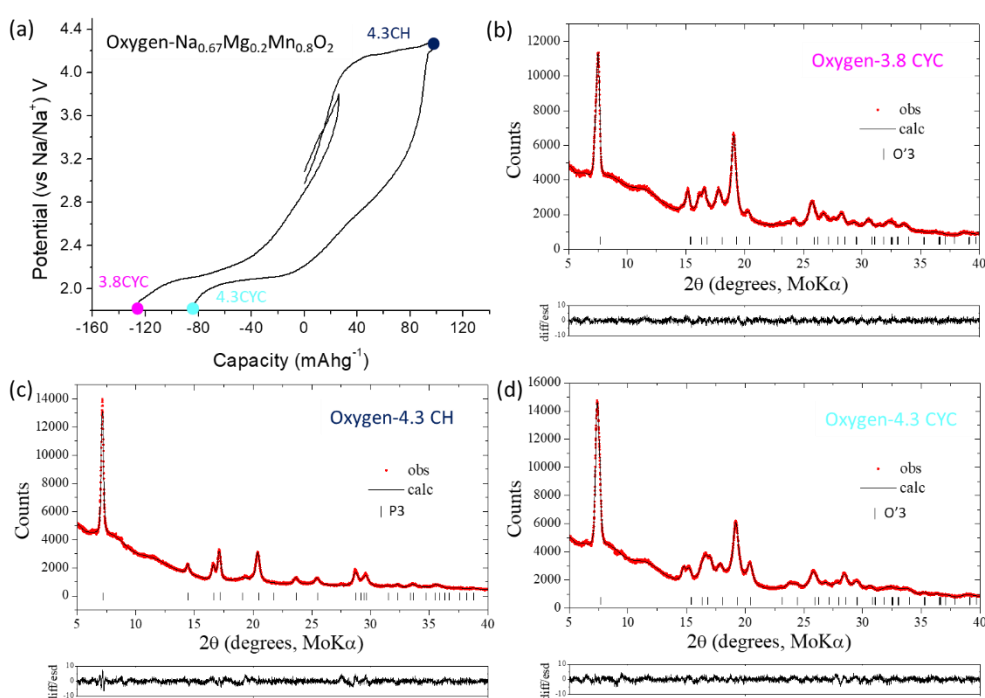 (a)
4.4
4.0
3.6
3.2
2.8
2.4
2.0
Potential (vs Na/Na⁺) V
Oxygen-Na₀.₆₇Mg₀.₂Mn₀.₈O₂
4.3CH
3.8CYC
4.3CYC
-160 -120 -80 -40 0 40 80 120
Capacity (mAhg⁻¹)
(b)
12000
10000
8000
6000
4000
2000
0
Counts
Oxygen-3.8 CYC
obs
calc
O'3
5 10 15 20 25 30 35 40
2θ (degrees, MoKα)
diff/esd
10
0
-10
(c)
14000
12000
10000
8000
6000
4000
2000
0
Counts
Oxygen-4.3 CH
obs
calc
P3
5 10 15 20 25 30 35 40
2θ (degrees, MoKα)
diff/esd
10
0
-10
(d)
16000
14000
12000
10000
8000
6000
4000
2000
0
Counts
Oxygen-4.3 CYC
obs
calc
O'3
5 10 15 20 25 30 35 40
2θ (degrees, MoKα)
diff/esd
10
0
-10